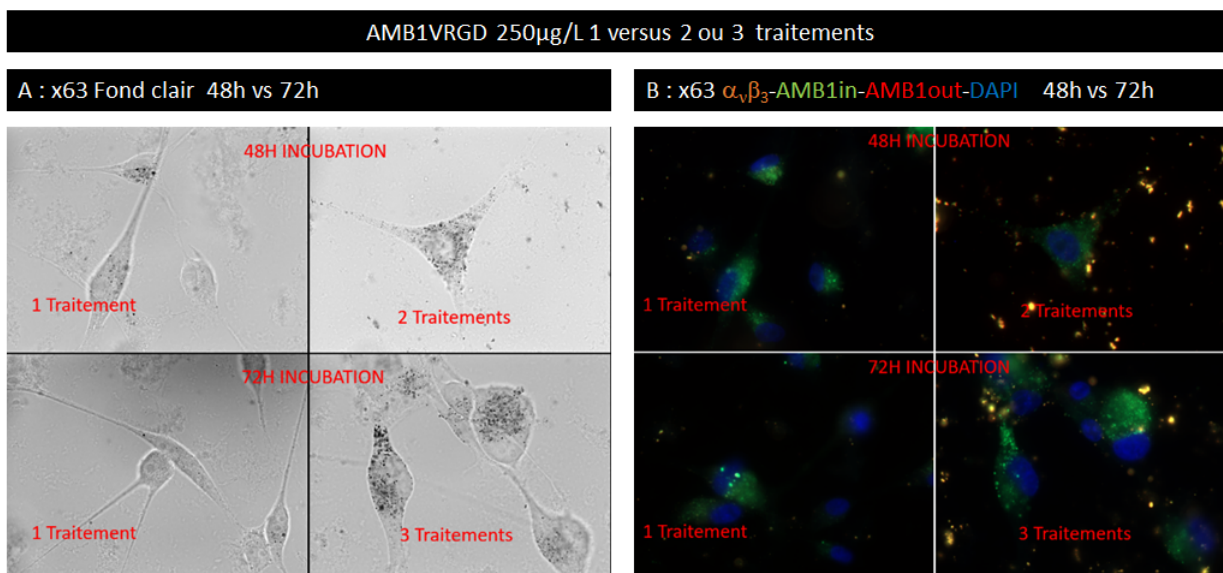 AMB1VRGD 250µg/L 1 versus 2 ou 3 traitements
A : x63 Fond clair 48h vs 72h
48H INCUBATION
1 Traitement
2 Traitements
72H INCUBATION
1 Traitement
3 Traitements
B : x63 αvβ3-AMB1in-AMB1out-DAPI 48h vs 72h
48H INCUBATION
1 Traitement
2 Traitements
72H INCUBATION
1 Traitement
3 Traitements